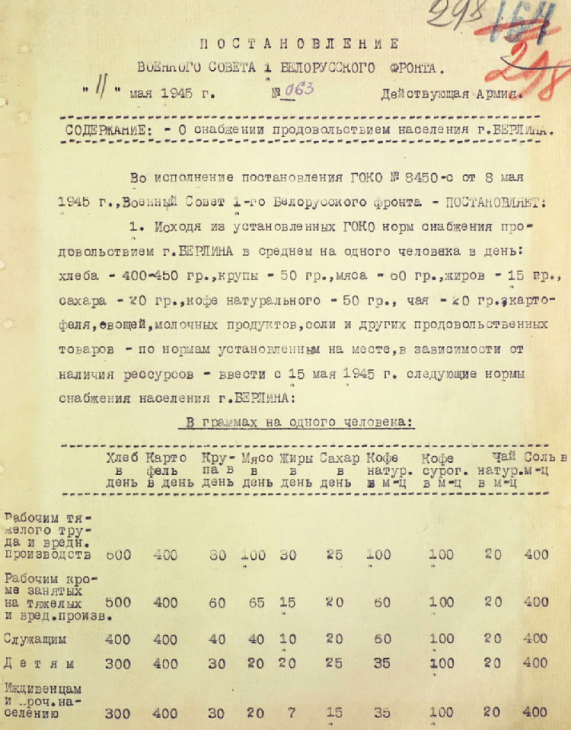 298 164
298
ПОСТАНОВЛЕНИЕ
ВОЕННОГО СОВЕТА 1 БЕЛОРУССКОГО ФРОНТА.
"11" мая 1945 г. № 063 Действующая Армия.
СОДЕРЖАНИЕ: - О снабжении продовольствием населения г.БЕРЛИНА.
Во исполнение постановления ГОКО № 8450-с от 8 мая
1945 г.,Военный Совет 1-го Белорусского фронта - ПОСТАНОВЛЯЕТ:
1. Исходя из установленных ГОКО норм снабжения про-
довольствием г.БЕРЛИНА в среднем на одного человека в день:
хлеба - 400-450 гр.,крупы - 50 гр.,мяса - 60 гр.,жиров - 15 гр.,
сахара - 20 гр.,кофе натурального - 50 гр., чая - 20 гр.,карто-
феля,овощей,молочных продуктов,соли и других продовольственных
товаров - по нормам установленным на месте,в зависимости от
наличия рессурсов - ввести с 15 мая 1945 г. следующие нормы
снабжения населения г.БЕРЛИНА:
В граммах на одного человека:
Хлеб Карто Кру- Мясо Жиры Сахар Кофе Кофе Чай Соль в
в фель па в в в в натур. сурог. натур. м-ц
день в день день день день день в м-ц в м-ц в м-ц
Рабочим тя-
желого тру-
да и вредн.
производств 600 400 80 100 30 25 100 100 20 400
Рабочим кро-
ме занятых
на тяжелых 500 400 60 65 15 20 60 100 20 400
и вред.произв.
Служащим 400 400 40 40 10 20 60 100 20 400
Детям 300 400 30 20 20 25 35 100 20 400
Иждивенцам
и проч.на-
селению 300 400 30 20 7 15 35 100 20 400